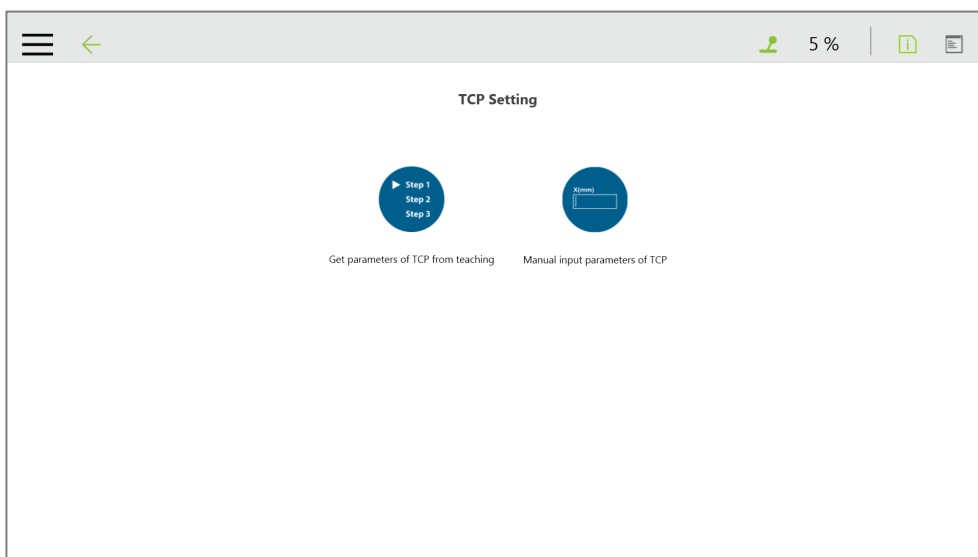 5 %
TCP Setting
Step 1
Step 2
Step 3
X(mm)
Get parameters of TCP from teaching
Manual input parameters of TCP